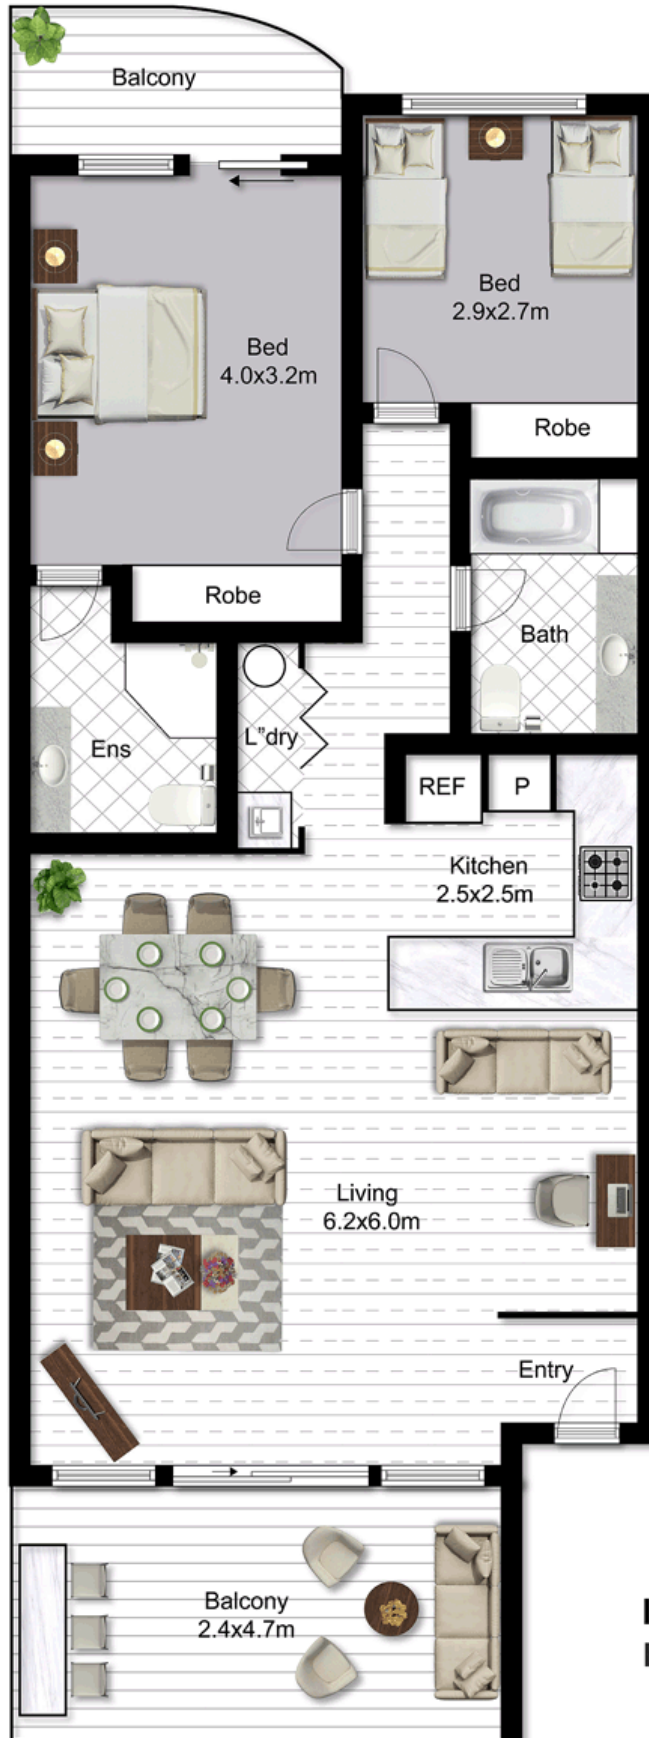 Balcony
Bed
2.9x2.7m
Bed
4.0x3.2m
Robe
Robe
Bath
Ens
L"dry
REF
P
Kitchen
2.5x2.5m
Living
6.2x6.0m
Entry
Balcony
2.4x4.7m